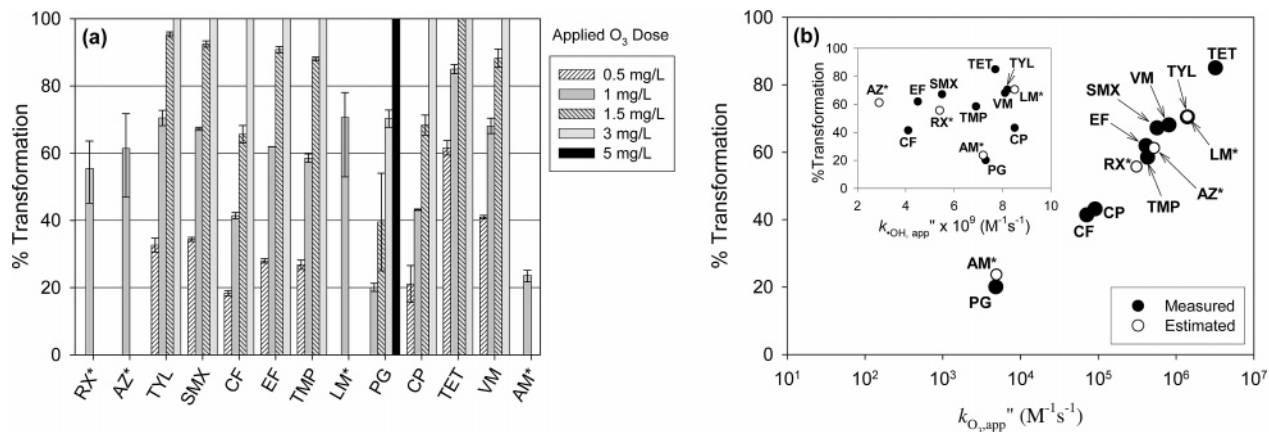 (a)
% Transformation
100
80
60
40
20
0
RX*
AZ*
TYL
SMX
CF
EF
TMP
LM*
PG
CP
TET
VM
AM*
Applied O₃ Dose
0.5 mg/L
1 mg/L
1.5 mg/L
3 mg/L
5 mg/L
(b)
% Transformation
100
80
60
40
20
0
%Transformation
100
80
60
40
20
0
AZ*
EF
SMX
TET
TYL
VM
LM*
RX*
TMP
CF
CP
AM*
PG
2 4 6 8 10
k•OH, app" x 10⁹ (M⁻¹s⁻¹)
TET
TYL
VM
SMX
EF
LM*
RX*
AZ*
TMP
CP
CF
AM*
PG
Measured
Estimated
10¹ 10² 10³ 10⁴ 10⁵ 10⁶ 10⁷
kO₃,app" (M⁻¹s⁻¹)